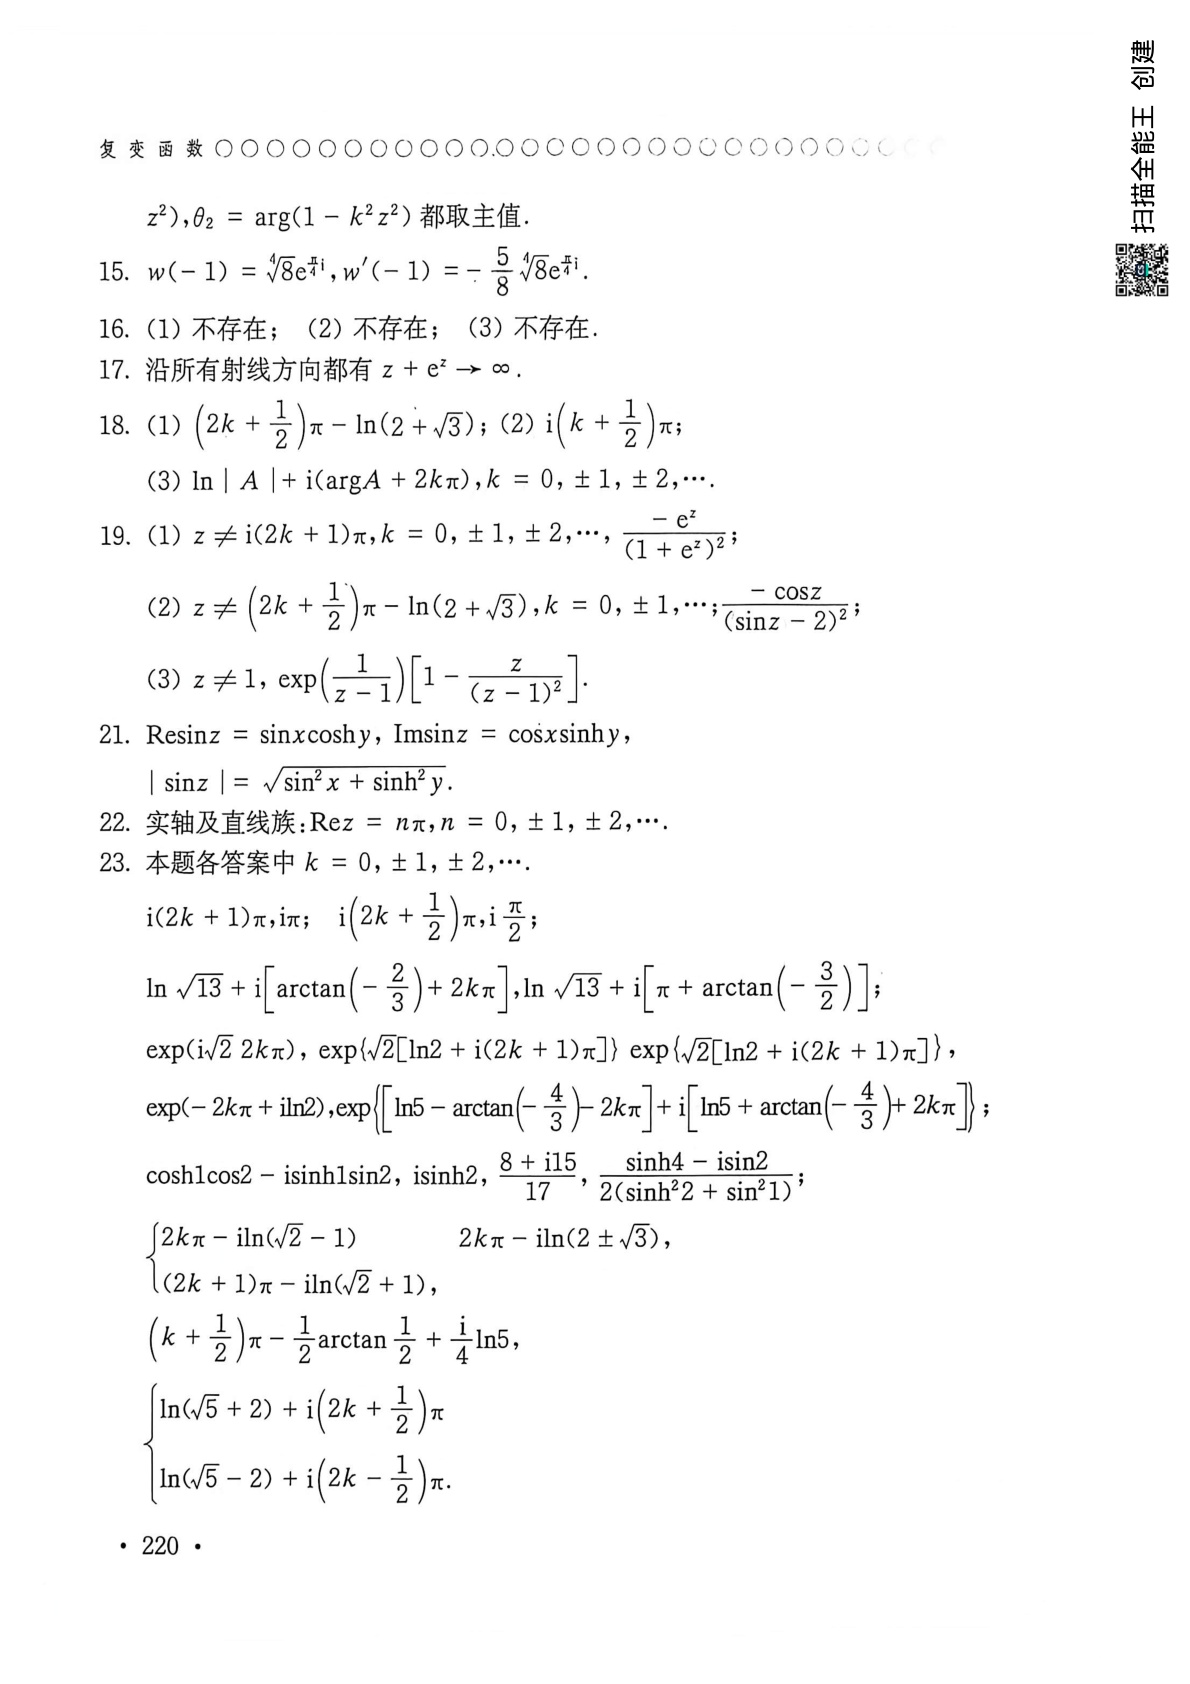 扫描全能王 创建
复变函数
z²),θ₂ = arg(1 − k²z²) 都取主值.
15. w(− 1) = ∜8e^{π/4 i}, w′(− 1) = − 5/8 ∜8e^{π/4 i}.
16. (1) 不存在; (2) 不存在; (3) 不存在.
17. 沿所有射线方向都有 z + e^z → ∞.
18. (1) (2k + 1/2)π − ln(2 + √3); (2) i(k + 1/2)π;
(3) ln | A | + i(argA + 2kπ), k = 0, ± 1, ± 2,⋯.
19. (1) z ≠ i(2k + 1)π, k = 0, ± 1, ± 2,⋯, − e^z/(1 + e^z)²;
(2) z ≠ (2k + 1/2)π − ln(2 + √3), k = 0, ± 1,⋯; − cosz/(sinz − 2)²;
(3) z ≠ 1, exp(1/(z − 1))[1 − z/(z − 1)²].
21. Resinz = sinxcoshy, Imsinz = cosxsinhy,
| sinz | = √(sin²x + sinh²y).
22. 实轴及直线族:Rez = nπ, n = 0, ± 1, ± 2,⋯.
23. 本题各答案中 k = 0, ± 1, ± 2,⋯.
i(2k + 1)π, iπ; i(2k + 1/2)π, i π/2;
ln √13 + i[arctan(− 2/3) + 2kπ], ln √13 + i[π + arctan(− 3/2)];
exp(i√2 2kπ), exp{√2[ln2 + i(2k + 1)π]} exp{√2[ln2 + i(2k + 1)π]},
exp(− 2kπ + iln2), exp{[ln5 − arctan(− 4/3) − 2kπ] + i[ln5 + arctan(− 4/3) + 2kπ]};
cosh1cos2 − isinh1sin2, isinh2, (8 + i15)/17, (sinh4 − isin2)/(2(sinh²2 + sin²1));
{2kπ − iln(√2 − 1) 2kπ − iln(2 ± √3),
(2k + 1)π − iln(√2 + 1),
(k + 1/2)π − 1/2 arctan 1/2 + i/4 ln5,
{ln(√5 + 2) + i(2k + 1/2)π
ln(√5 − 2) + i(2k − 1/2)π.
· 220 ·